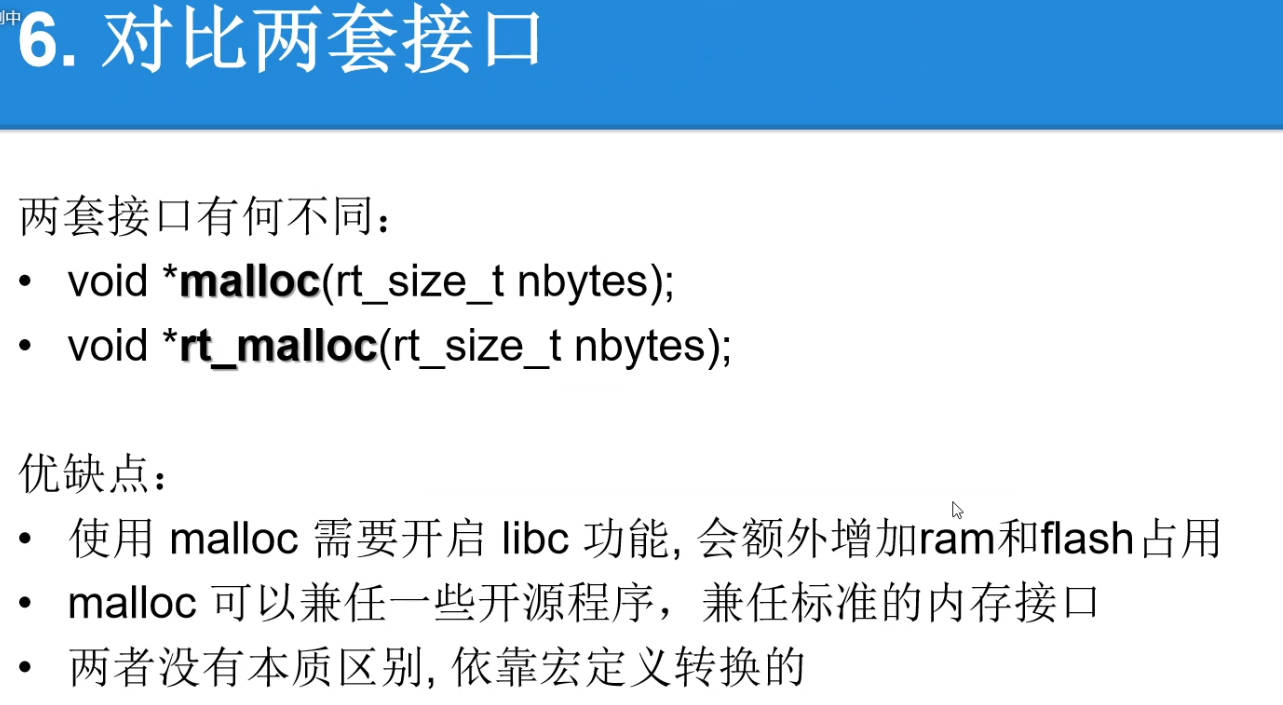 6. 对比两套接口
两套接口有何不同：
• void *malloc(rt_size_t nbytes);
• void *rt_malloc(rt_size_t nbytes);
优缺点：
• 使用 malloc 需要开启 libc 功能, 会额外增加ram和flash占用
• malloc 可以兼任一些开源程序，兼任标准的内存接口
• 两者没有本质区别, 依靠宏定义转换的